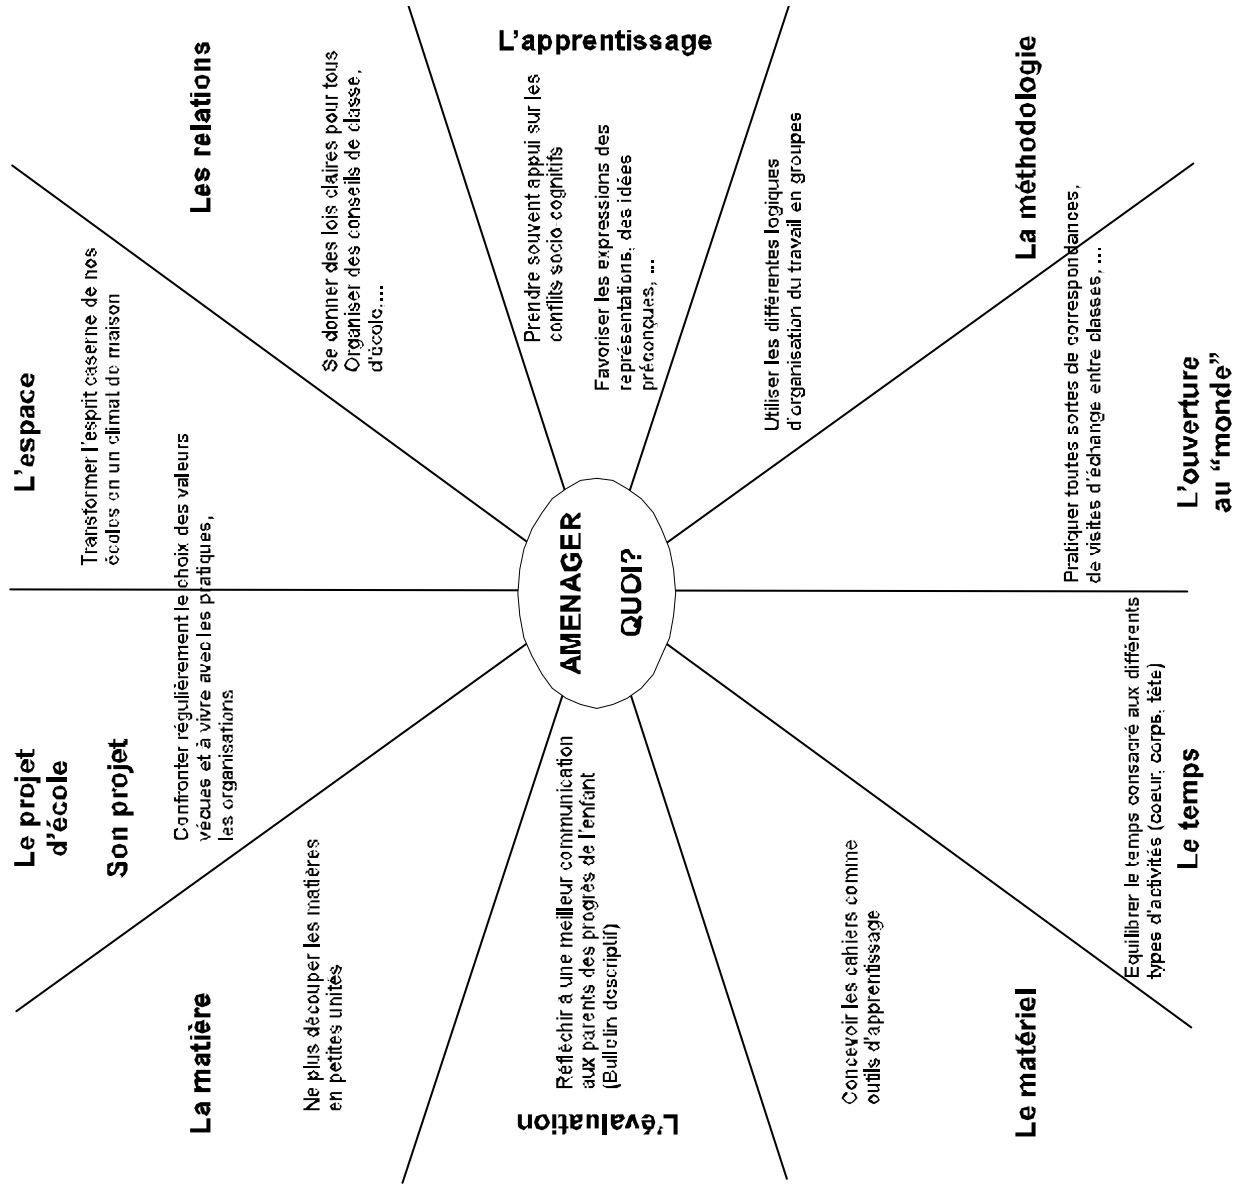 AMENAGER
QUOI?
Le projet
d'école
Son projet
Confronter régulièrement le choix des valeurs
vécues et à vivre avec les pratiques,
les organisations
L'espace
Transformer l'esprit caserne de nos
écoles en un climat de maison
Les relations
Se donner des lois claires pour tous
Organiser des conseils de classe,
d'école....
L'apprentissage
Prendre souvent appui sur les
conflits socio cognitifs
Favoriser les expressions des
représentations, des idées
préconçues, ...
La méthodologie
Utiliser les différentes logiques
d'organisation du travail en groupes
L'ouverture
au “monde”
Pratiquer toutes sortes de correspondances,
de visites d'échange entre classes, ...
Le temps
Equilibrer le temps consacré aux différents
types d'activités (coeur, corps, tête)
Le matériel
Concevoir les cahiers comme
outils d'apprentissage
L'évaluation
Réfléchir à une meilleur communication
aux parents des progrès de l'enfant
(Bulletin descriptif)
La matière
Ne plus découper les matières
en petites unités